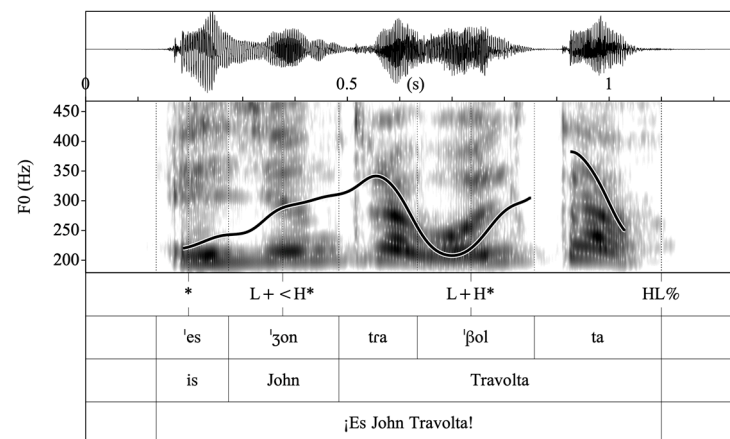 0 0.5 (s) 1
450
400
350
300
250
200
F0 (Hz)
* L+<H* L+H* HL%
ˈes ˈʒon tɾa ˈβol ta
is John Travolta
¡Es John Travolta!